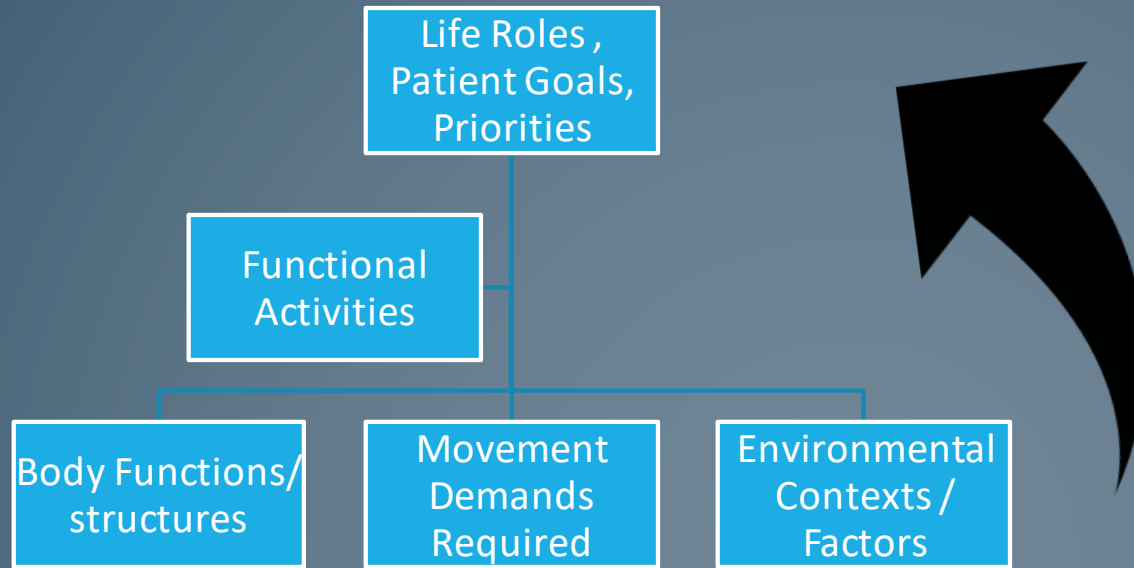 Life Roles ,
Patient Goals,
Priorities
Functional
Activities
Body Functions/
structures
Movement
Demands
Required
Environmental
Contexts /
Factors